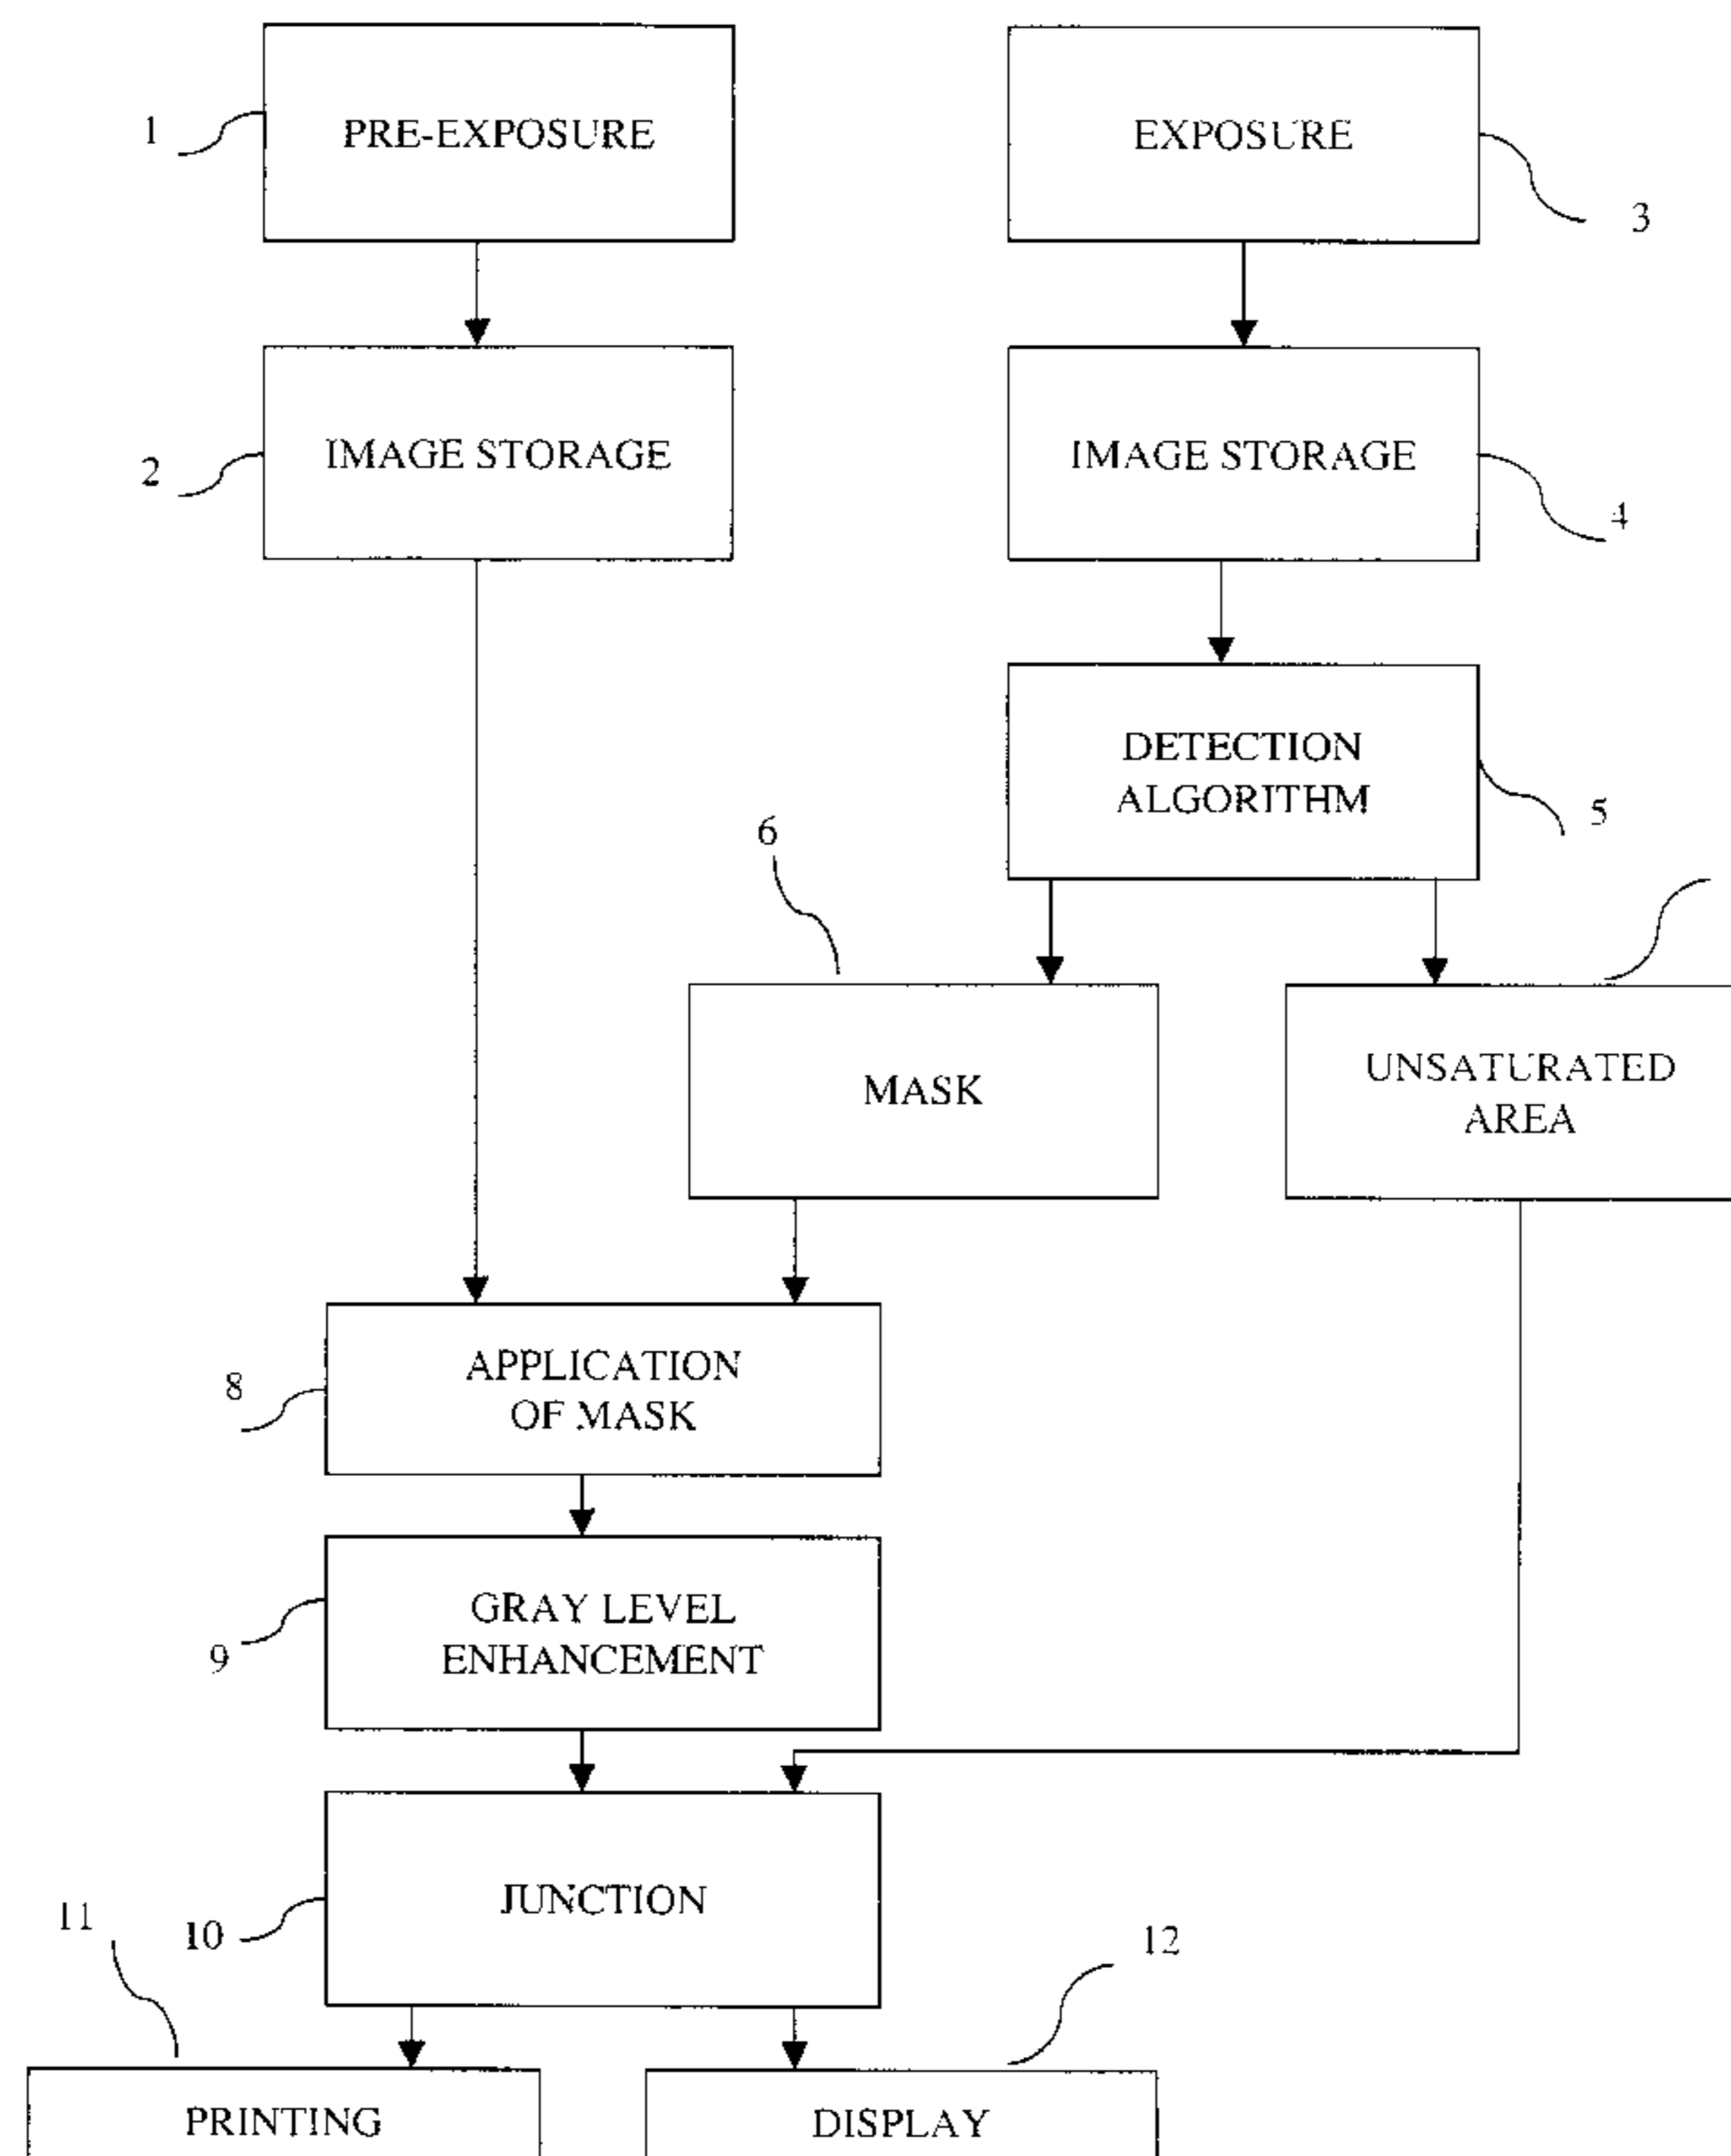 PRE-EXPOSURE
1
EXPOSURE
3
IMAGE STORAGE
2
IMAGE STORAGE
4
DETECTION
ALGORITHM
5
6
MASK
UNSATURATED
AREA
APPLICATION
OF MASK
8
GRAY LEVEL
ENHANCEMENT
9
JUNCTION
10
11
12
PRINTING
DISPLAY